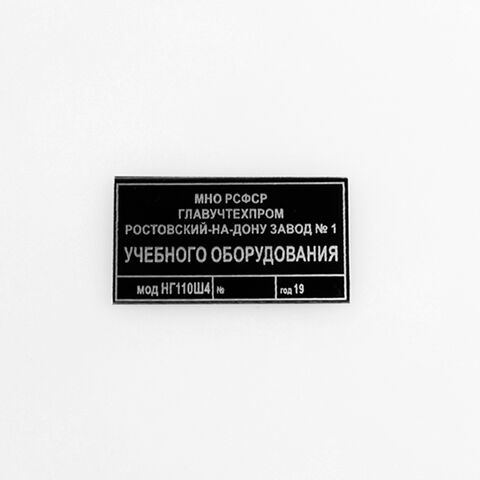 МНО РСФСР
ГЛАВУЧТЕХПРОМ
РОСТОВСКИЙ-НА-ДОНУ ЗАВОД № 1
УЧЕБНОГО ОБОРУДОВАНИЯ
мод НГ110Ш4 № год 19